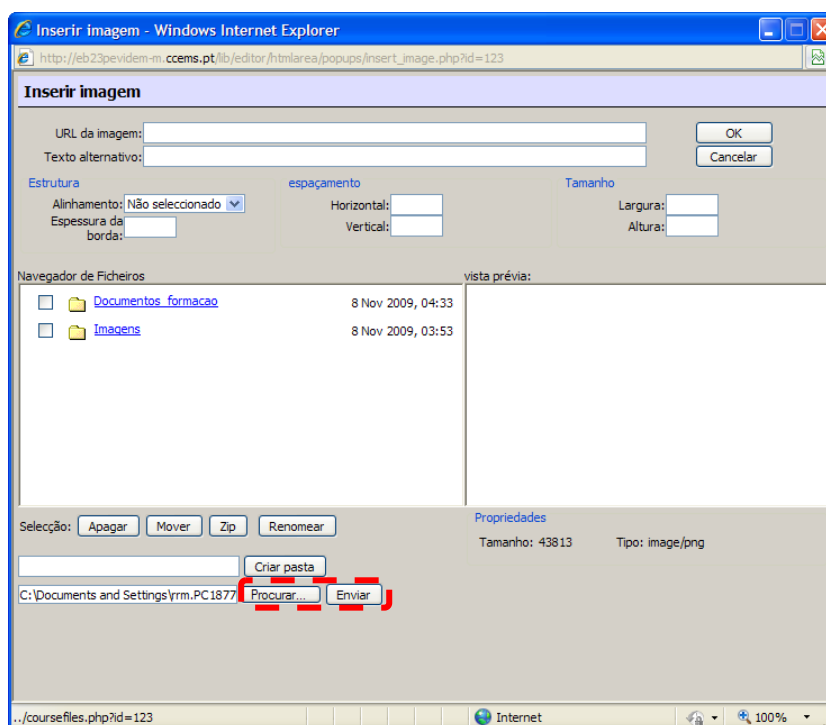 Inserir imagem - Windows Internet Explorer
http://eb23pevidem-m.ccems.pt/lib/editor/htmlarea/popups/insert_image.php?id=123
Inserir imagem
URL da imagem:
OK
Texto alternativo:
Cancelar
Estrutura espaçamento Tamanho
Alinhamento: Não seleccionado Horizontal: Largura:
Espessura da borda: Vertical: Altura:
Navegador de Ficheiros vista prévia:
Documentos_formacao 8 Nov 2009, 04:33
Imagens 8 Nov 2009, 03:53
Selecção: Apagar Mover Zip Renomear
Propriedades
Tamanho: 43813 Tipo: image/png
Criar pasta
C:\Documents and Settings\rrm.PC1877 Procurar... Enviar
../coursefiles.php?id=123 Internet 100%